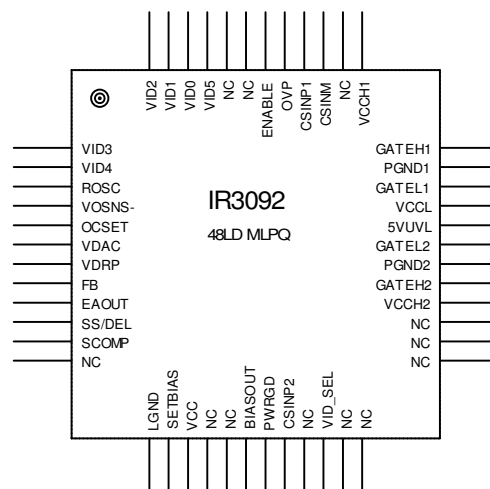 VID2
VID1
VID0
VID5
NC
NC
ENABLE
OVP
CSINP1
CSINM
NC
VCCH1
VID3
VID4
ROSC
VOSNS-
OCSET
VDAC
VDRP
FB
EAOUT
SS/DEL
SCOMP
NC
IR3092
48LD MLPQ
GATEH1
PGND1
GATEL1
VCCL
5VUVL
GATEL2
PGND2
GATEH2
VCCH2
NC
NC
NC
LGND
SETBIAS
VCC
NC
NC
BIASOUT
PWRGD
CSINP2
NC
VID_SEL
NC
NC